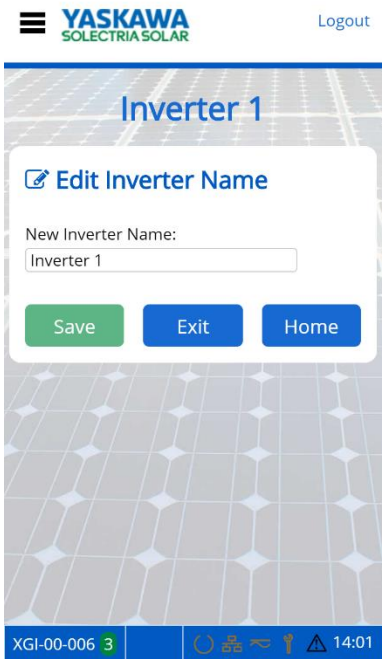 YASKAWA
SOLECTRIA SOLAR
Logout
Inverter 1
Edit Inverter Name
New Inverter Name:
Inverter 1
Save Exit Home
XGI-00-006 3 14:01